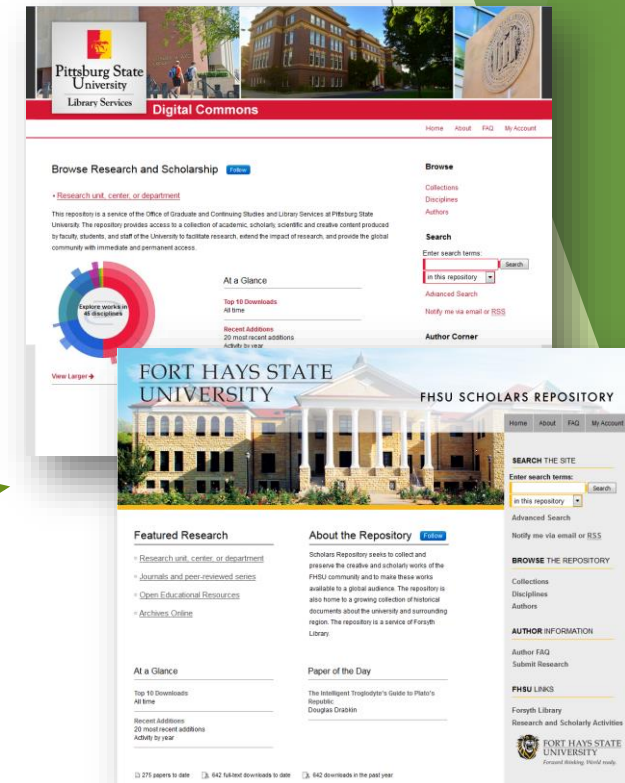 Pittsburg State
University
Library Services
Digital Commons
Home About FAQ My Account
Browse Research and Scholarship Follow
Research unit, center, or department
This repository is a service of the Office of Graduate and Continuing Studies and Library Services at Pittsburg State
University. The repository provides access to a collection of academic, scholarly, scientific and creative content produced
by faculty, students, and staff of the University to facilitate research, extend the impact of research, and provide the global
community with immediate and permanent access.
Explore works in
45 disciplines
View Larger
At a Glance
Top 10 Downloads
All time
Recent Additions
20 most recent additions
Activity by year
Browse
Collections
Disciplines
Authors
Search
Enter search terms:
Search
in this repository
Advanced Search
Notify me via email or RSS
Author Corner
FORT HAYS STATE
UNIVERSITY
FHSU SCHOLARS REPOSITORY
Home About FAQ My Account
Featured Research
Research unit, center, or department
Journals and peer-reviewed series
Open Educational Resources
Archives Online
About the Repository Follow
Scholars Repository seeks to collect and
preserve the creative and scholarly works of the
FHSU community and to make these works
available to a global audience. The repository is
also home to a growing collection of historical
documents about the university and surrounding
region. The repository is a service of Forsyth
Library.
At a Glance
Top 10 Downloads
All time
Recent Additions
20 most recent additions
Activity by year
Paper of the Day
The Intelligent Troglodyte's Guide to Plato's
Republic
Douglas Drabkin
275 papers to date 642 full-text downloads to date 642 downloads in the past year
SEARCH THE SITE
Enter search terms:
Search
in this repository
Advanced Search
Notify me via email or RSS
BROWSE THE REPOSITORY
Collections
Disciplines
Authors
AUTHOR INFORMATION
Author FAQ
Submit Research
FHSU LINKS
Forsyth Library
Research and Scholarly Activities
FORT HAYS STATE
UNIVERSITY
Forward thinking. World ready.